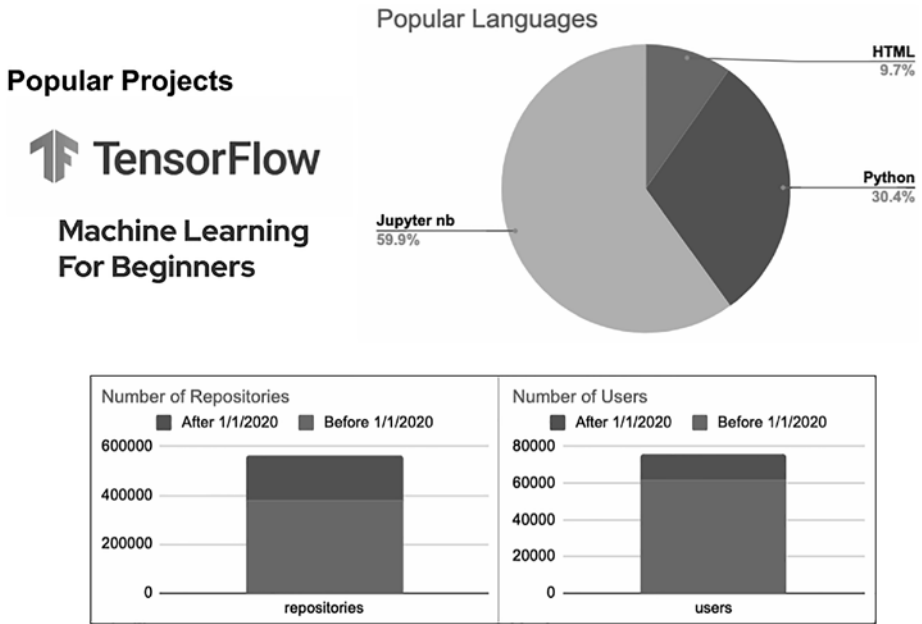 Popular Projects
TensorFlow
Machine Learning
For Beginners
Popular Languages
HTML
9.7%
Python
30.4%
Jupyter nb
59.9%
Number of Repositories
After 1/1/2020 Before 1/1/2020
600000
400000
200000
0
repositories
Number of Users
After 1/1/2020 Before 1/1/2020
80000
60000
40000
20000
0
users